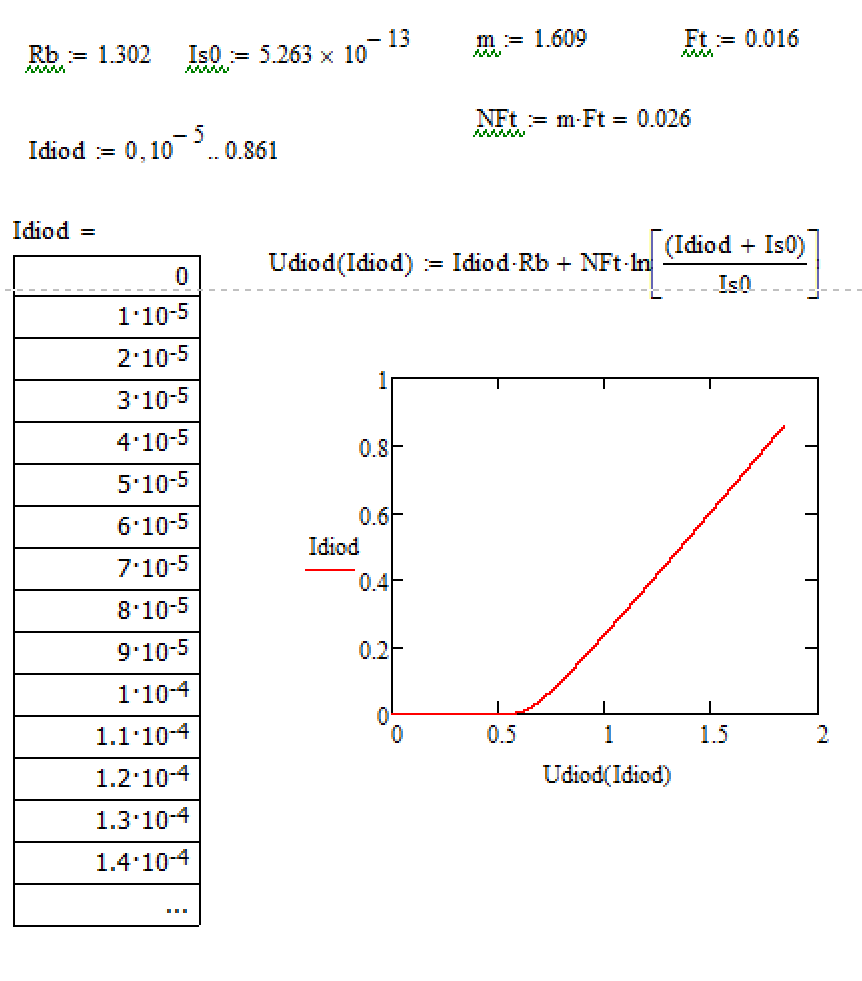 Rb := 1.302 Is0 := 5.263 × 10^-13 m := 1.609 Ft := 0.016
NFt := m·Ft = 0.026
Idiod := 0, 10^-5 .. 0.861
Idiod =
Udiod(Idiod) := Idiod·Rb + NFt·ln[(Idiod + Is0)/Is0]
0
1·10^-5
2·10^-5
3·10^-5
4·10^-5
5·10^-5
6·10^-5
7·10^-5
8·10^-5
9·10^-5
1·10^-4
1.1·10^-4
1.2·10^-4
1.3·10^-4
1.4·10^-4
...
1
0.8
0.6
Idiod
0.4
0.2
0
0 0.5 1 1.5 2
Udiod(Idiod)